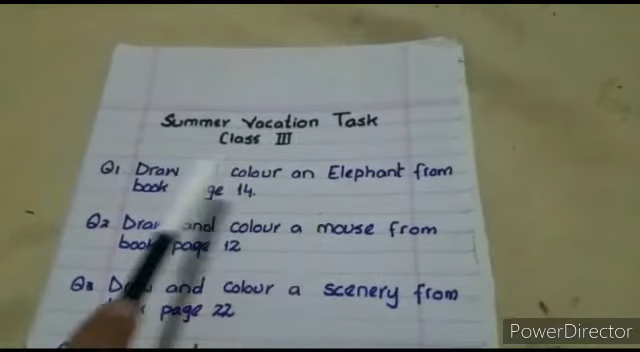 Summer Vacation Task
Class III
Q1 Draw colour an Elephant from
book 14.
Q2 Draw and colour a mouse from
book page 12
Q3 Draw and colour a scenery from
page 22
PowerDirector